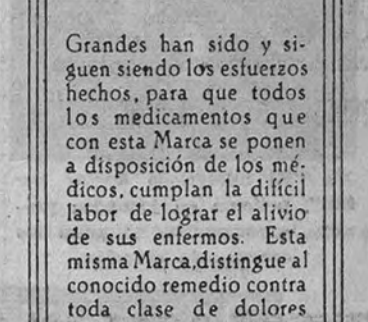 Grandes han sido y si-
guen siendo los esfuerzos
hechos, para que todos
los medicamentos que
con esta Marca se ponen
a disposición de los mé-
dicos, cumplan la difícil
labor de lograr el alivio
de sus enfermos. Esta
misma Marca,distingue al
conocido remedio contra
toda clase de dolores